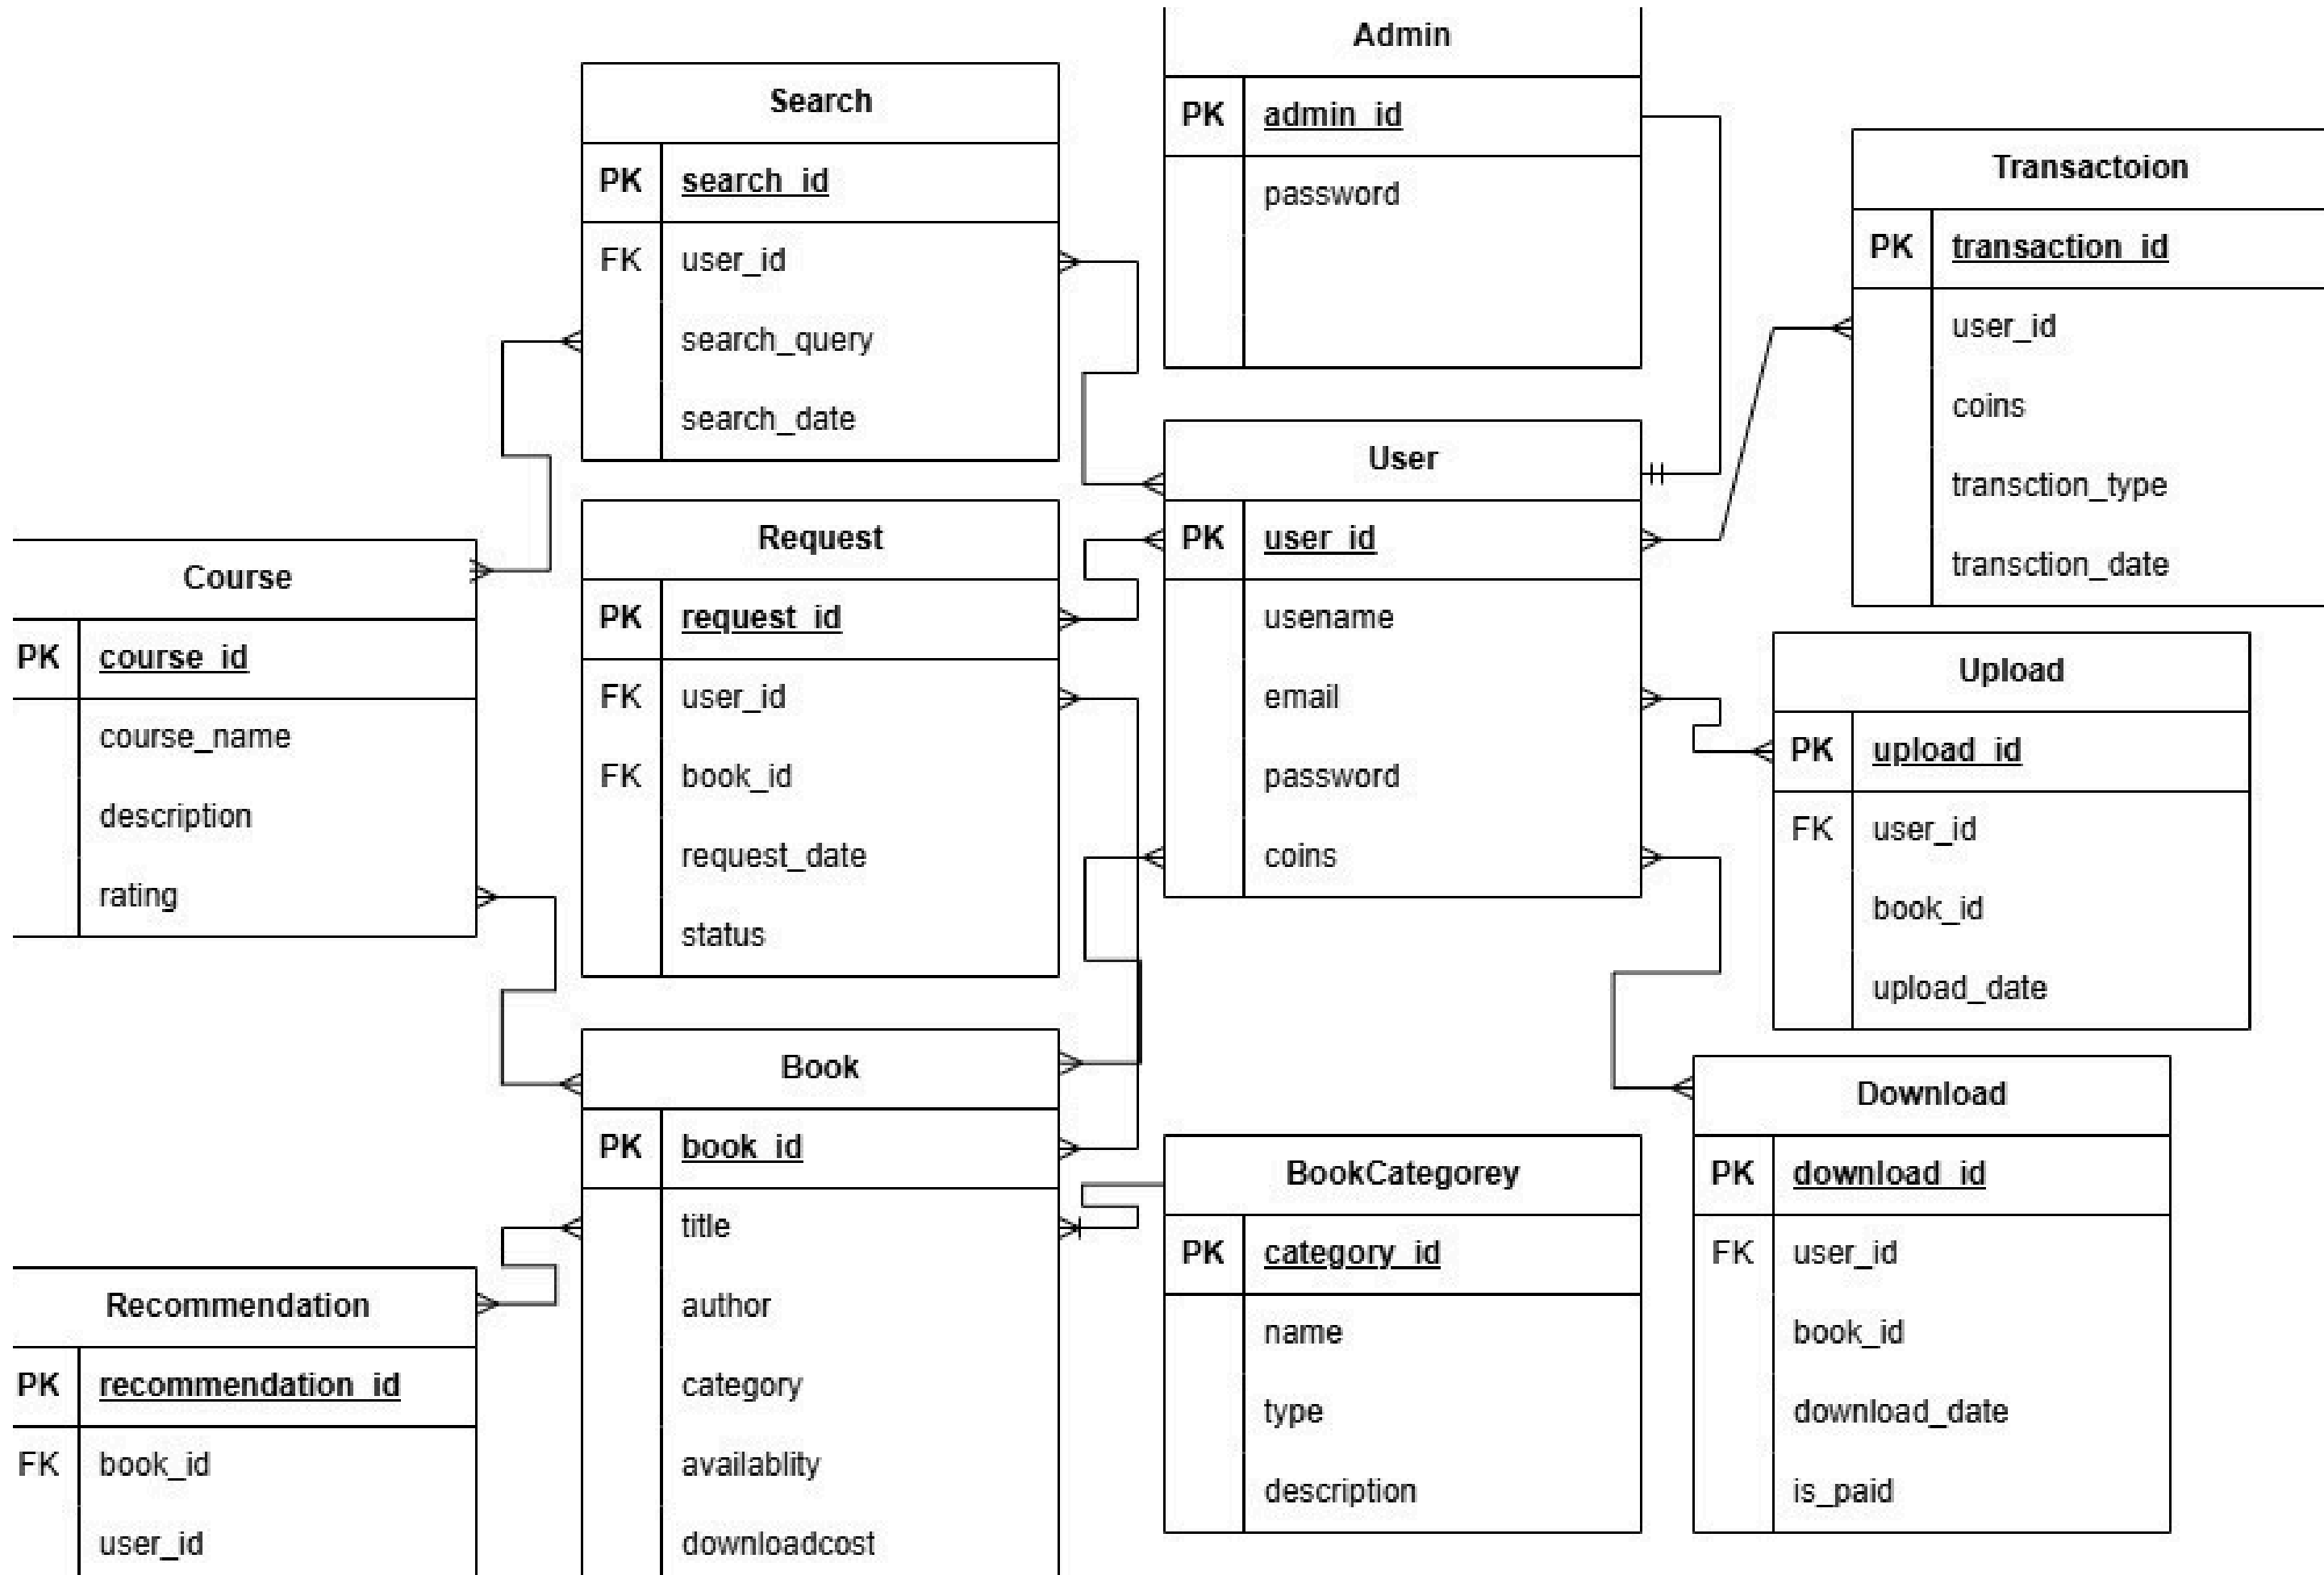 Admin
PK admin_id
password
Search
PK search_id
FK user_id
search_query
search_date
Transactoion
PK transaction_id
user_id
coins
transction_type
transction_date
User
PK user_id
usename
email
password
coins
Request
PK request_id
FK user_id
FK book_id
request_date
status
Course
PK course_id
course_name
description
rating
Upload
PK upload_id
FK user_id
book_id
upload_date
Book
PK book_id
title
author
category
availablity
downloadcost
BookCategorey
PK category_id
name
type
description
Download
PK download_id
FK user_id
book_id
download_date
is_paid
Recommendation
PK recommendation_id
FK book_id
user_id